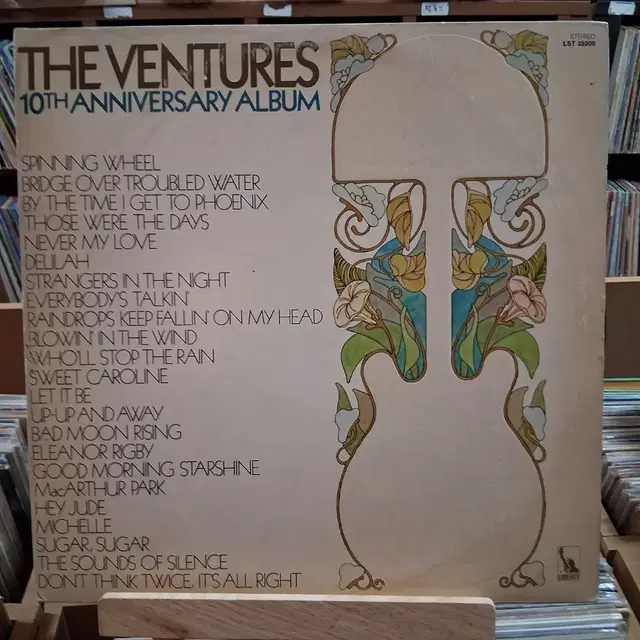 THE VENTURES
10TH ANNIVERSARY ALBUM
STEREO
LST 35000
SPINNING WHEEL
BRIDGE OVER TROUBLED WATER
BY THE TIME I GET TO PHOENIX
THOSE WERE THE DAYS
NEVER MY LOVE
DELILAH
STRANGERS IN THE NIGHT
EVERYBODY'S TALKIN'
RAINDROPS KEEP FALLIN' ON MY HEAD
BLOWIN' IN THE WIND
WHO'LL STOP THE RAIN
SWEET CAROLINE
LET IT BE
UP-UP AND AWAY
BAD MOON RISING
ELEANOR RIGBY
GOOD MORNING STARSHINE
MacARTHUR PARK
HEY JUDE
MICHELLE
SUGAR, SUGAR
THE SOUNDS OF SILENCE
DON'T THINK TWICE, IT'S ALL RIGHT
LIBERTY